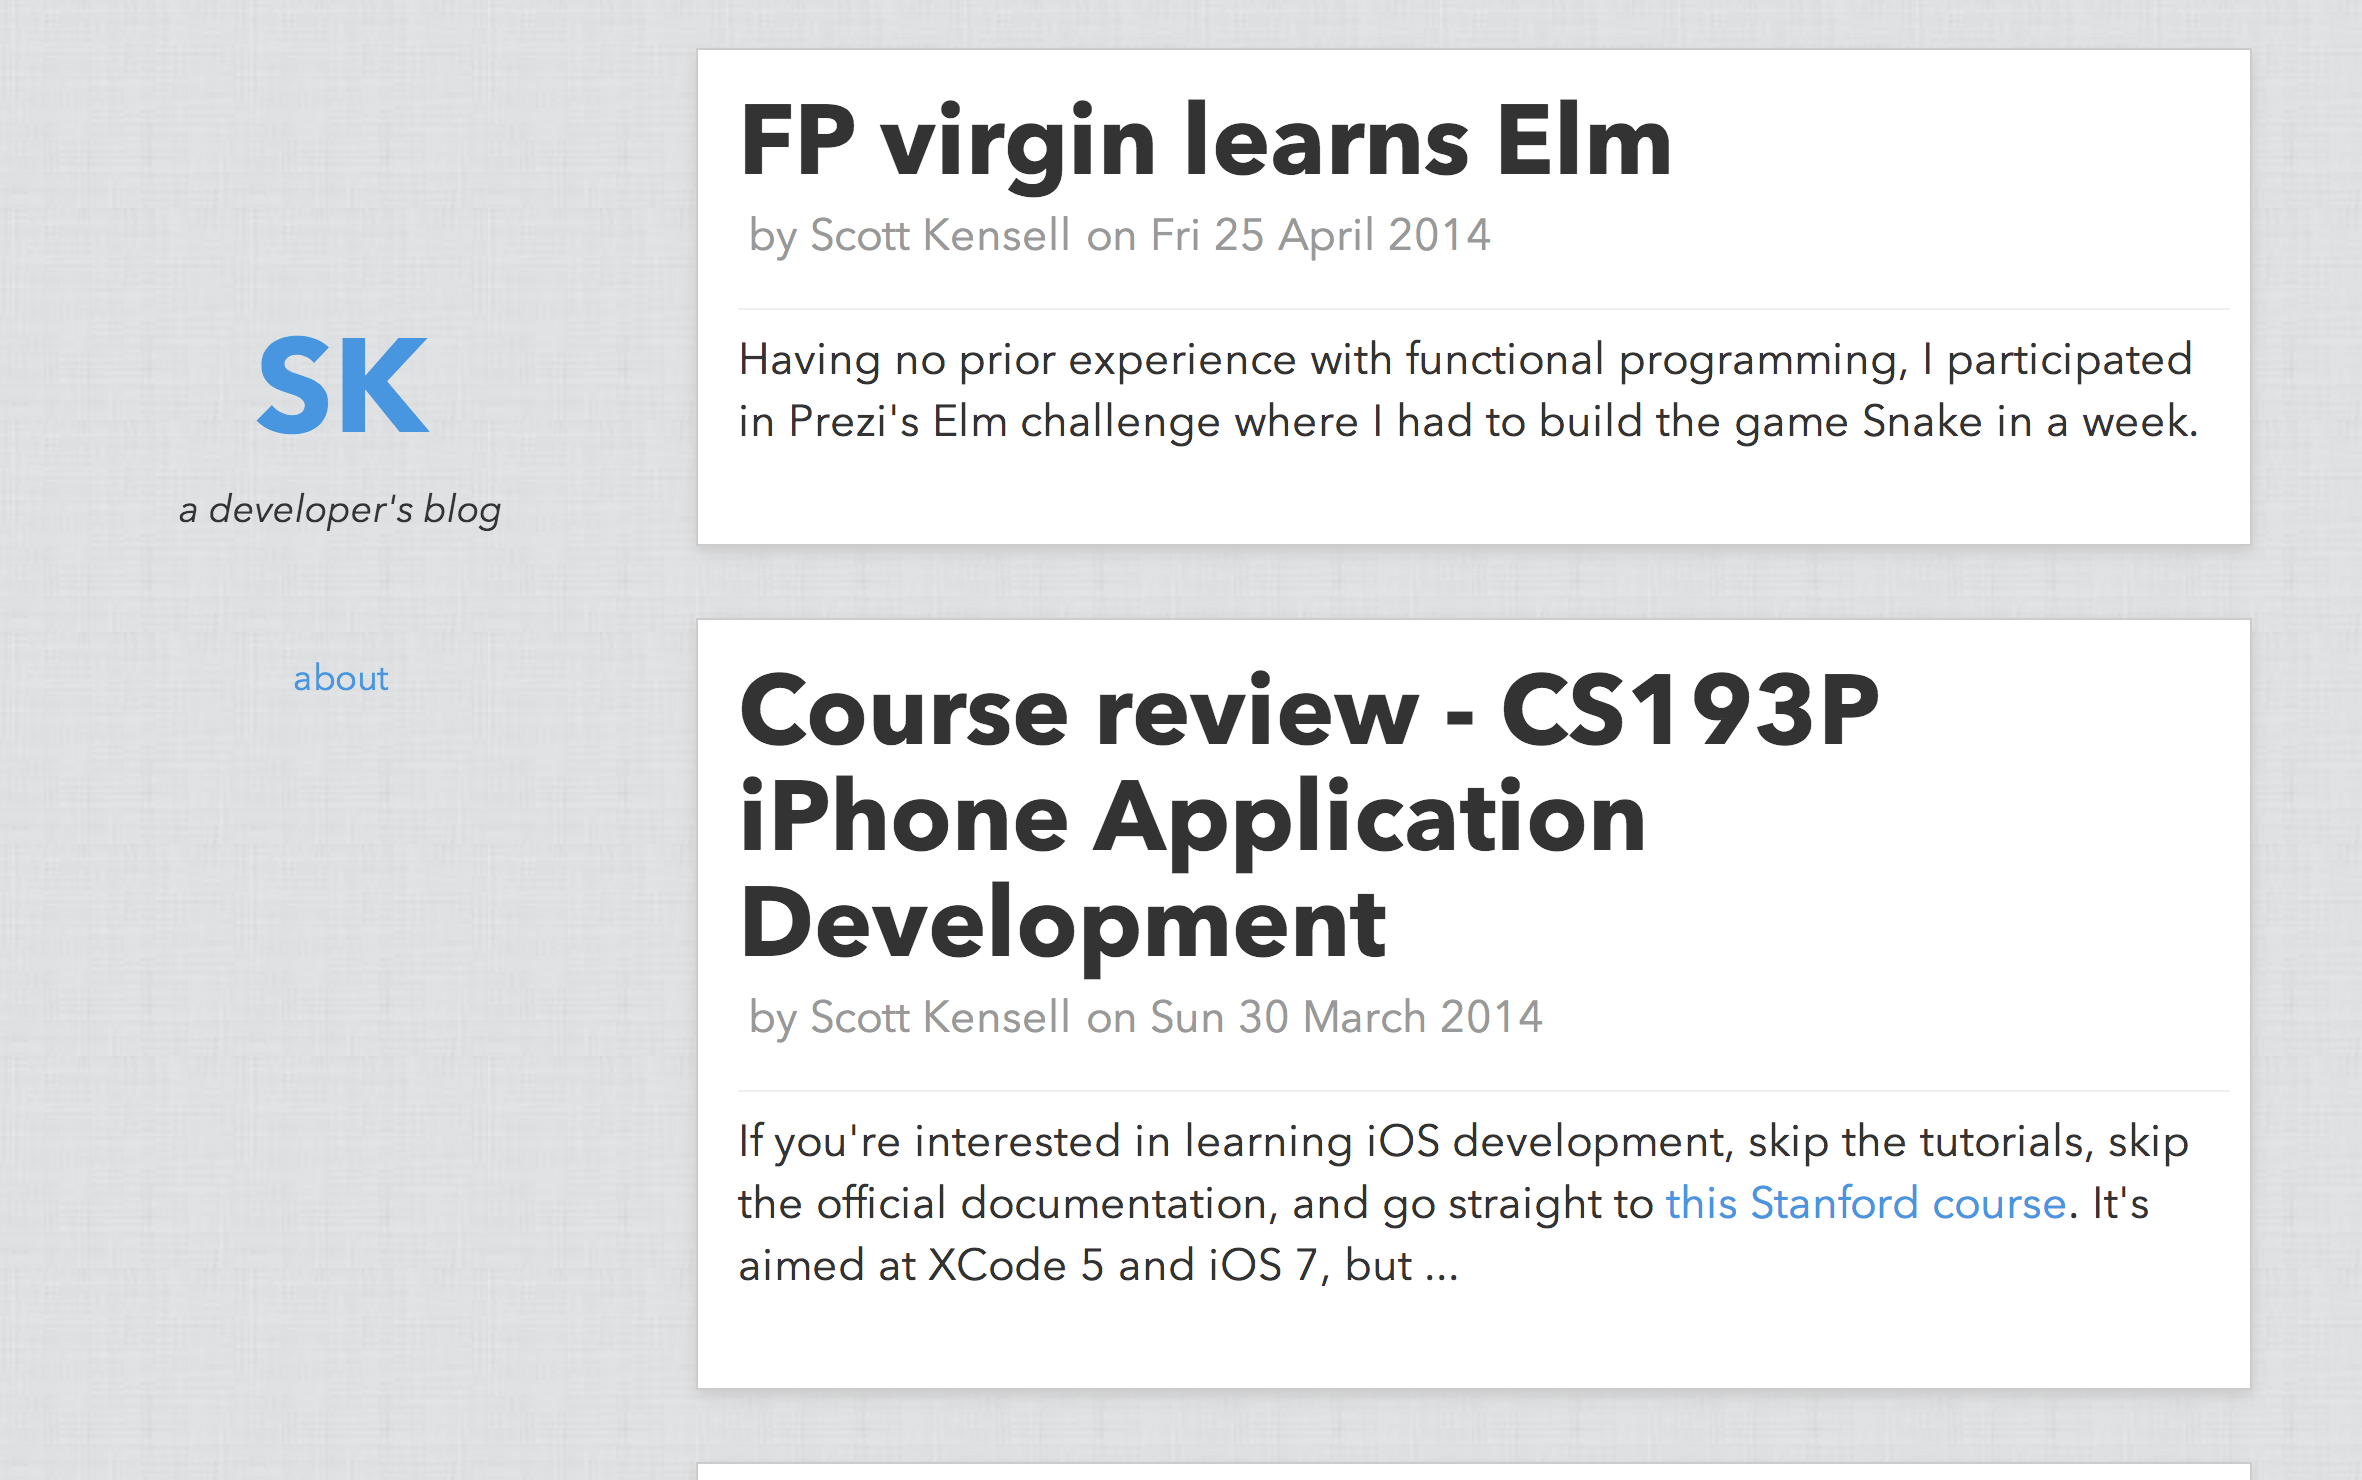 SK
a developer's blog
about
FP virgin learns Elm
by Scott Kensell on Fri 25 April 2014
Having no prior experience with functional programming, I participated
in Prezi's Elm challenge where I had to build the game Snake in a week.
Course review - CS193P
iPhone Application
Development
by Scott Kensell on Sun 30 March 2014
If you're interested in learning iOS development, skip the tutorials, skip
the official documentation, and go straight to this Stanford course. It's
aimed at XCode 5 and iOS 7, but ...